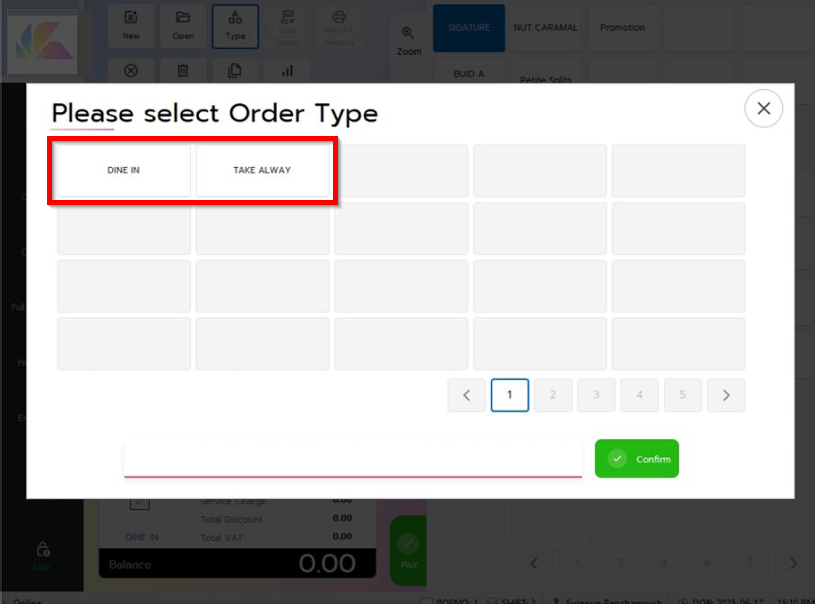 New
Open
Type
Zoom
SIGATURE
NUT CARAMAL
Promotion
BUID A
Petite Splits
Please select Order Type
DINE IN
TAKE ALWAY
1
2
3
4
5
Confirm
Service Charge
0.00
Total Discount
0.00
DINE IN
Total VAT
0.00
Balance
0.00
PAY
Lock
1
2
3
4
5
Online
POSNO: 1
SHIFT: 2
DOB: 2025-06-17
15:10 PM